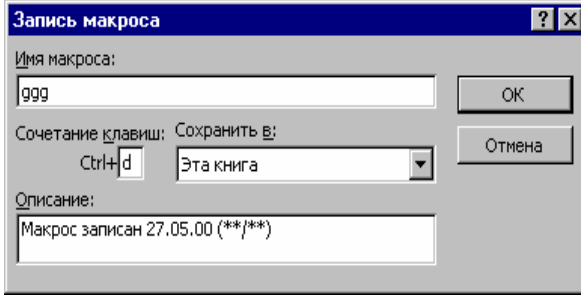 Запись макроса
Имя макроса:
ggg
OK
Сочетание клавиш: Сохранить в:
Отмена
Ctrl+ d Эта книга
Описание:
Макрос записан 27.05.00 (**/**)